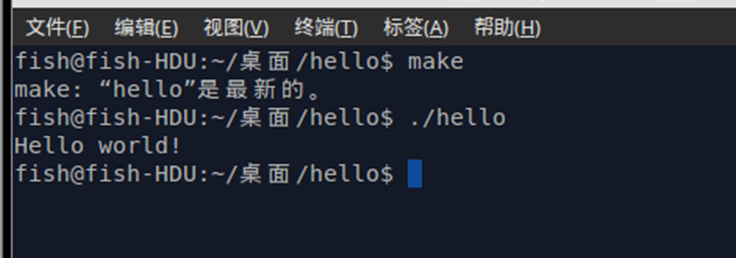 文件(F) 编辑(E) 视图(V) 终端(T) 标签(A) 帮助(H)
fish@fish-HDU:~/桌面/hello$ make
make: “hello”是最新的。
fish@fish-HDU:~/桌面/hello$ ./hello
Hello world!
fish@fish-HDU:~/桌面/hello$